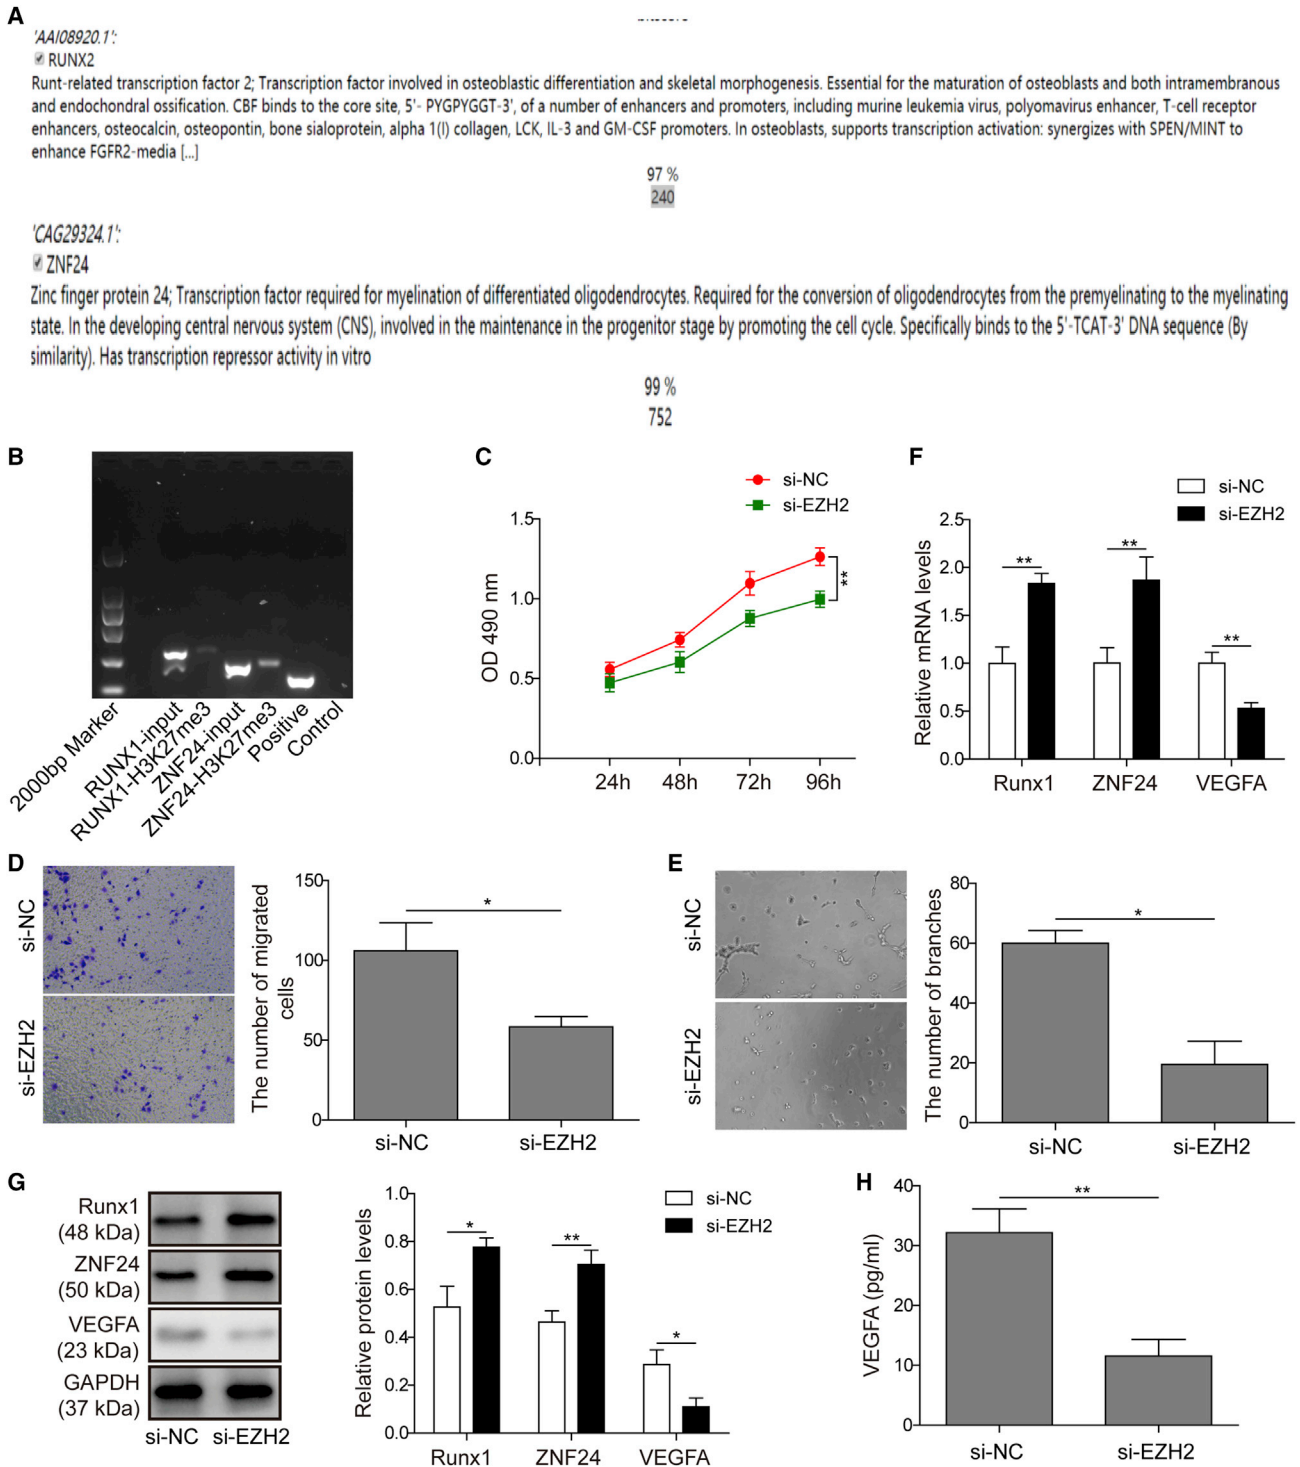 A
'AAI08920.1':
RUNX2
Runt-related transcription factor 2; Transcription factor involved in osteoblastic differentiation and skeletal morphogenesis. Essential for the maturation of osteoblasts and both intramembranous
and endochondral ossification. CBF binds to the core site, 5'- PYGPYGGT-3', of a number of enhancers and promoters, including murine leukemia virus, polyomavirus enhancer, T-cell receptor
enhancers, osteocalcin, osteopontin, bone sialoprotein, alpha 1(I) collagen, LCK, IL-3 and GM-CSF promoters. In osteoblasts, supports transcription activation: synergizes with SPEN/MINT to
enhance FGFR2-media [...]
97 %
240
'CAG29324.1':
ZNF24
Zinc finger protein 24; Transcription factor required for myelination of differentiated oligodendrocytes. Required for the conversion of oligodendrocytes from the premyelinating to the myelinating
state. In the developing central nervous system (CNS), involved in the maintenance in the progenitor stage by promoting the cell cycle. Specifically binds to the 5'-TCAT-3' DNA sequence (By
similarity). Has transcription repressor activity in vitro
99 %
752
B
2000bp Marker
RUNX1-input
RUNX1-H3K27me3
ZNF24-input
ZNF24-H3K27me3
Positive
Control
C
si-NC
si-EZH2
OD 490 nm
1.5
1.0
0.5
0.0
24h 48h 72h 96h
**
F
si-NC
si-EZH2
Relative mRNA levels
2.5
2.0
1.5
1.0
0.5
0.0
** ** **
Runx1 ZNF24 VEGFA
D
si-NC
si-EZH2
The number of migrated
cells
150
100
50
0
*
si-NC si-EZH2
E
si-NC
si-EZH2
The number of branches
80
60
40
20
0
*
si-NC si-EZH2
G
Runx1
(48 kDa)
ZNF24
(50 kDa)
VEGFA
(23 kDa)
GAPDH
(37 kDa)
si-NC si-EZH2
Relative protein levels
1.0
0.8
0.6
0.4
0.2
0.0
si-NC
si-EZH2
* ** *
Runx1 ZNF24 VEGFA
H
VEGFA (pg/ml)
40
30
20
10
0
**
si-NC si-EZH2